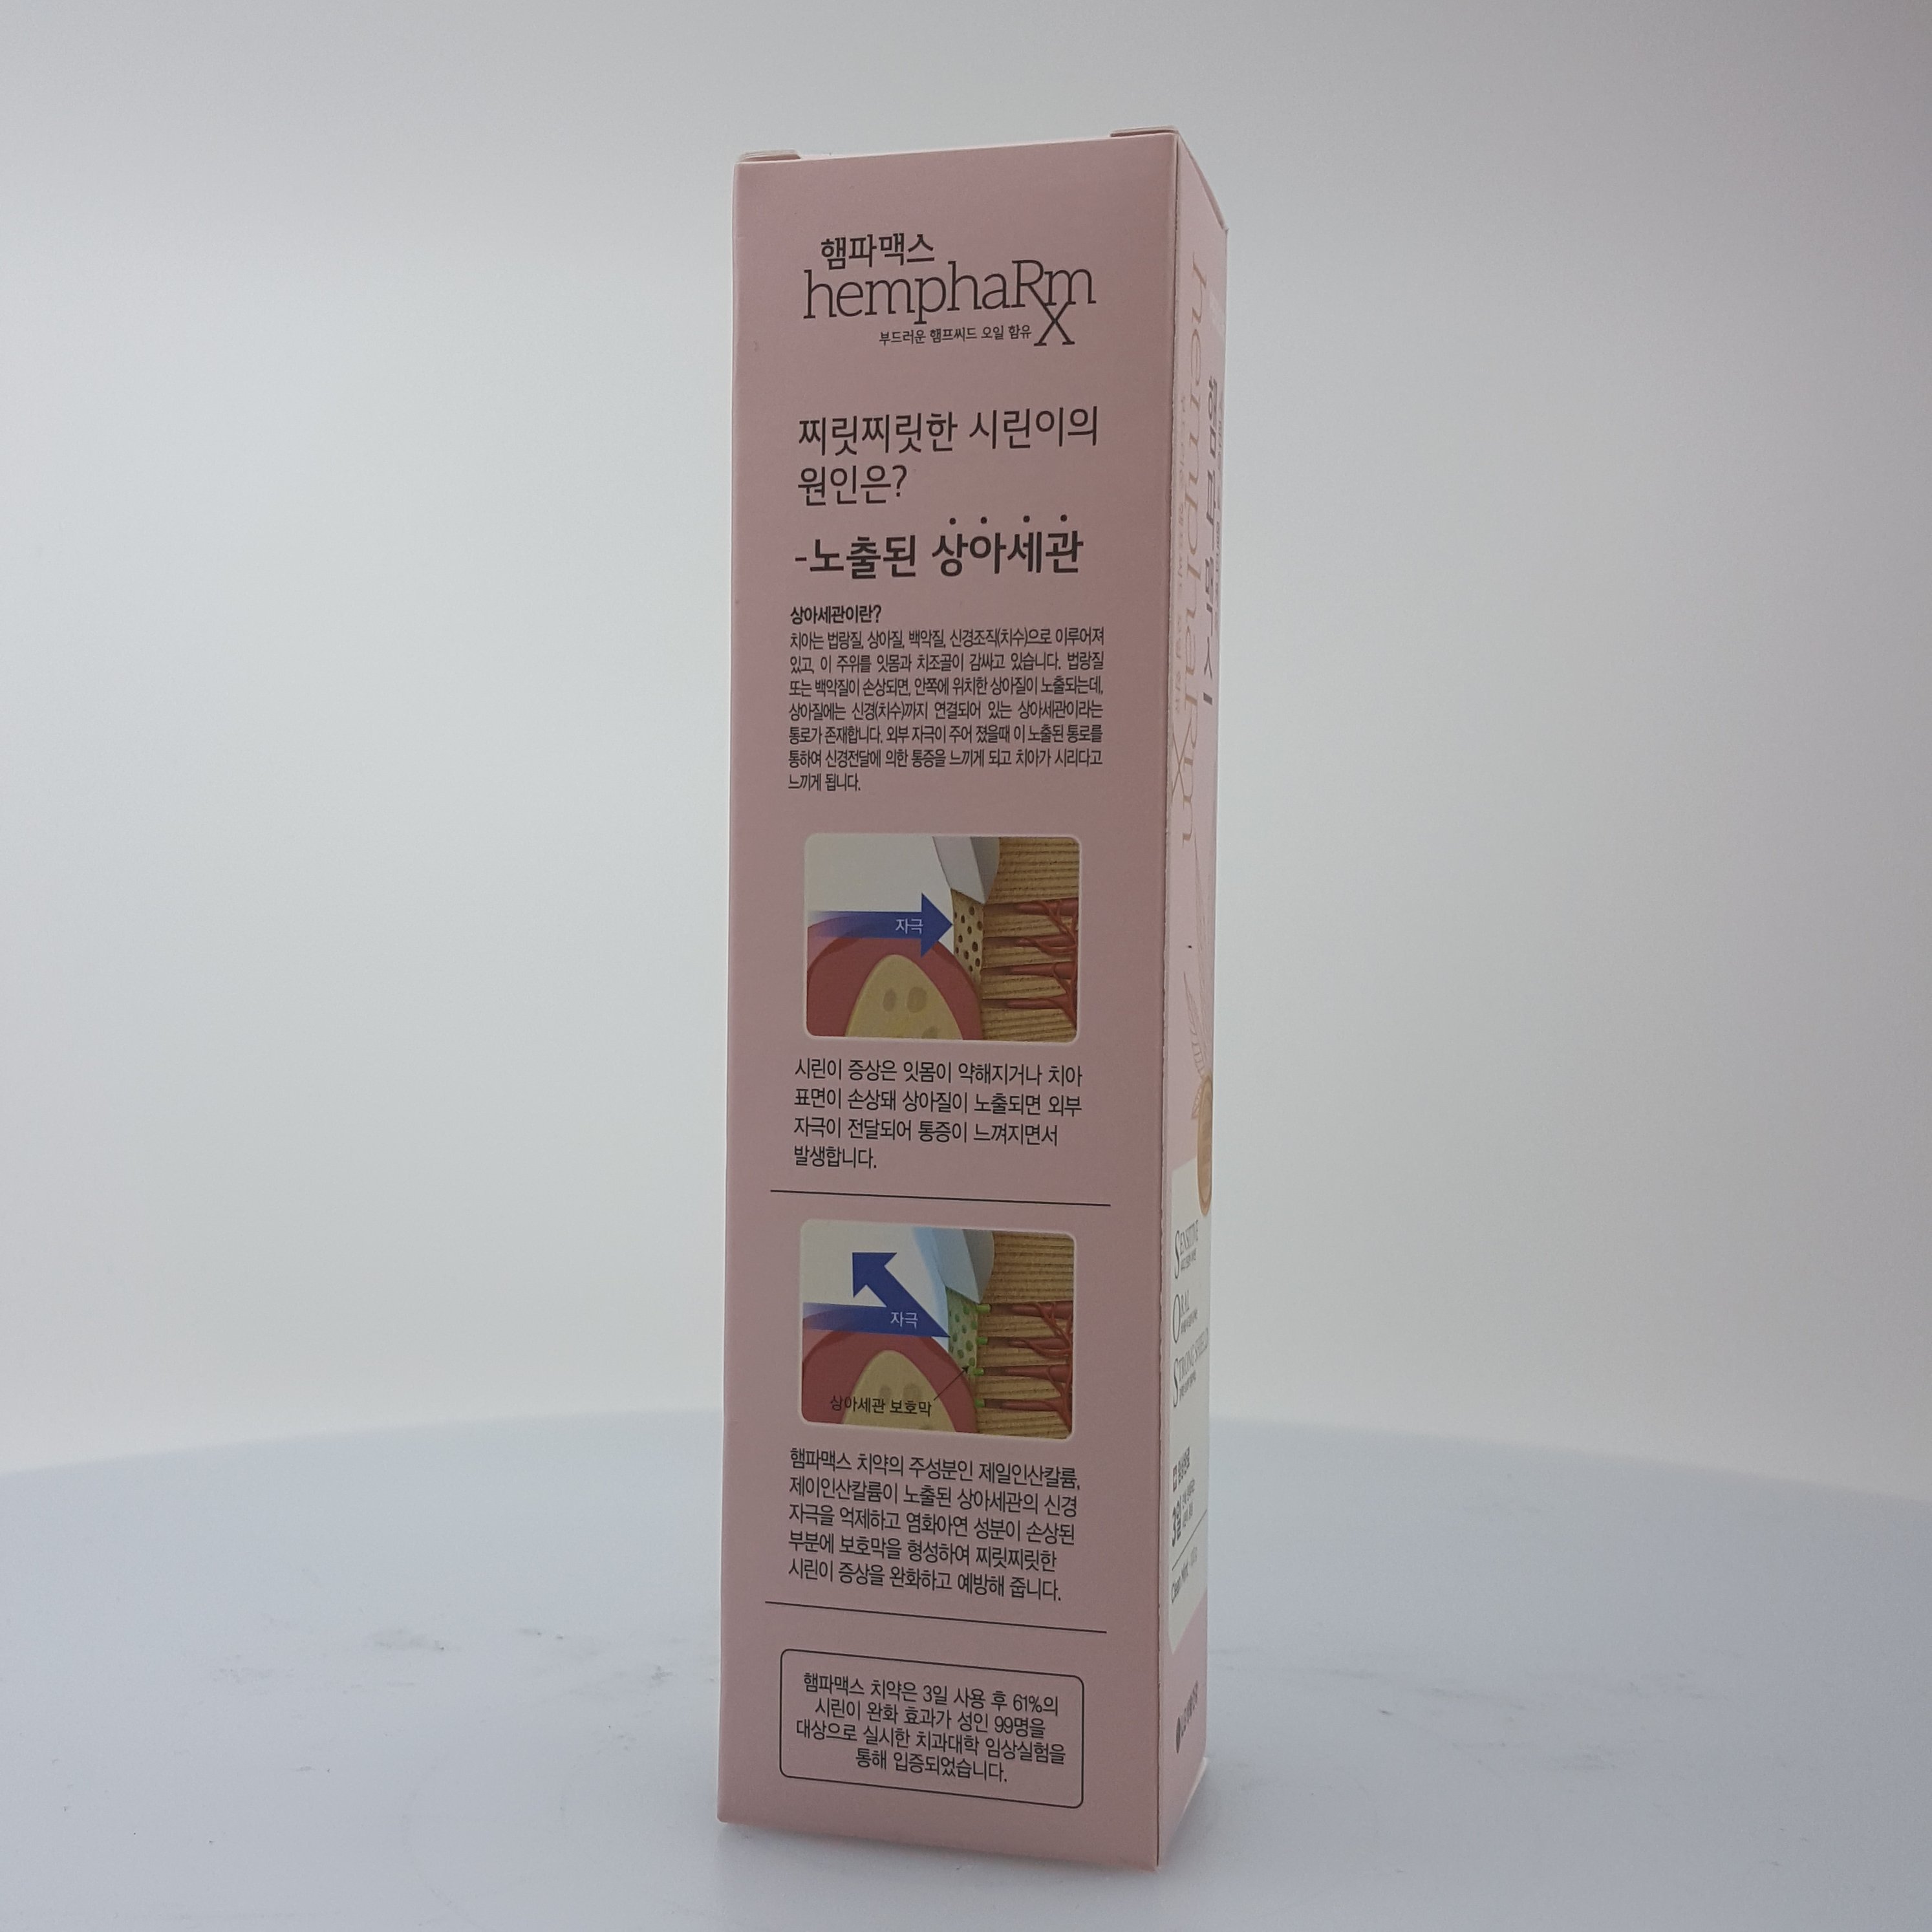 햄파맥스
hemphaRm
X
부드러운 햄프씨드 오일 함유
찌릿찌릿한 시린이의
원인은?
-노출된 상아세관
상아세관이란?
치아는 법랑질, 상아질, 백악질, 신경조직(치수)으로 이루어져
있고, 이 주위를 잇몸과 치조골이 감싸고 있습니다. 법랑질
또는 백악질이 손상되면, 안쪽에 위치한 상아질이 노출되는데,
상아질에는 신경(치수)까지 연결되어 있는 상아세관이라는
통로가 존재합니다. 외부 자극이 주어 졌을때 이 노출된 통로를
통하여 신경전달에 의한 통증을 느끼게 되고 치아가 시리다고
느끼게 됩니다.
자극
시린이 증상은 잇몸이 약해지거나 치아
표면이 손상돼 상아질이 노출되면 외부
자극이 전달되어 통증이 느껴지면서
발생합니다.
자극
상아세관 보호막
햄파맥스 치약의 주성분인 제일인산칼륨,
제이인산칼륨이 노출된 상아세관의 신경
자극을 억제하고 염화아연 성분이 손상된
부분에 보호막을 형성하여 찌릿찌릿한
시린이 증상을 완화하고 예방해 줍니다.
햄파맥스 치약은 3일 사용 후 61%의
시린이 완화 효과가 성인 99명을
대상으로 실시한 치과대학 임상실험을
통해 입증되었습니다.
hemphaRm
X
SENSITIVE
ORAL
STRONG SHIELD
3일